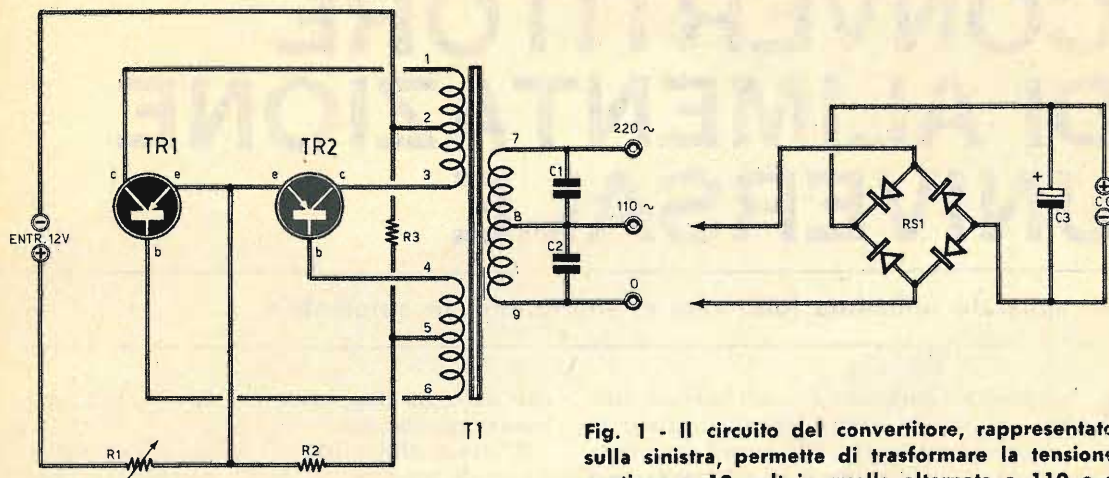 TR1
TR2
c
e
e
c
b
b
ENTR. 12V
1
2
3
4
5
6
7
8
9
R3
R1
R2
T1
C1
C2
220 ~
110 ~
0
RS1
+
C3
CC
Fig. 1 - Il circuito del convertitore, rappresentato
sulla sinistra, permette di trasformare la tensione